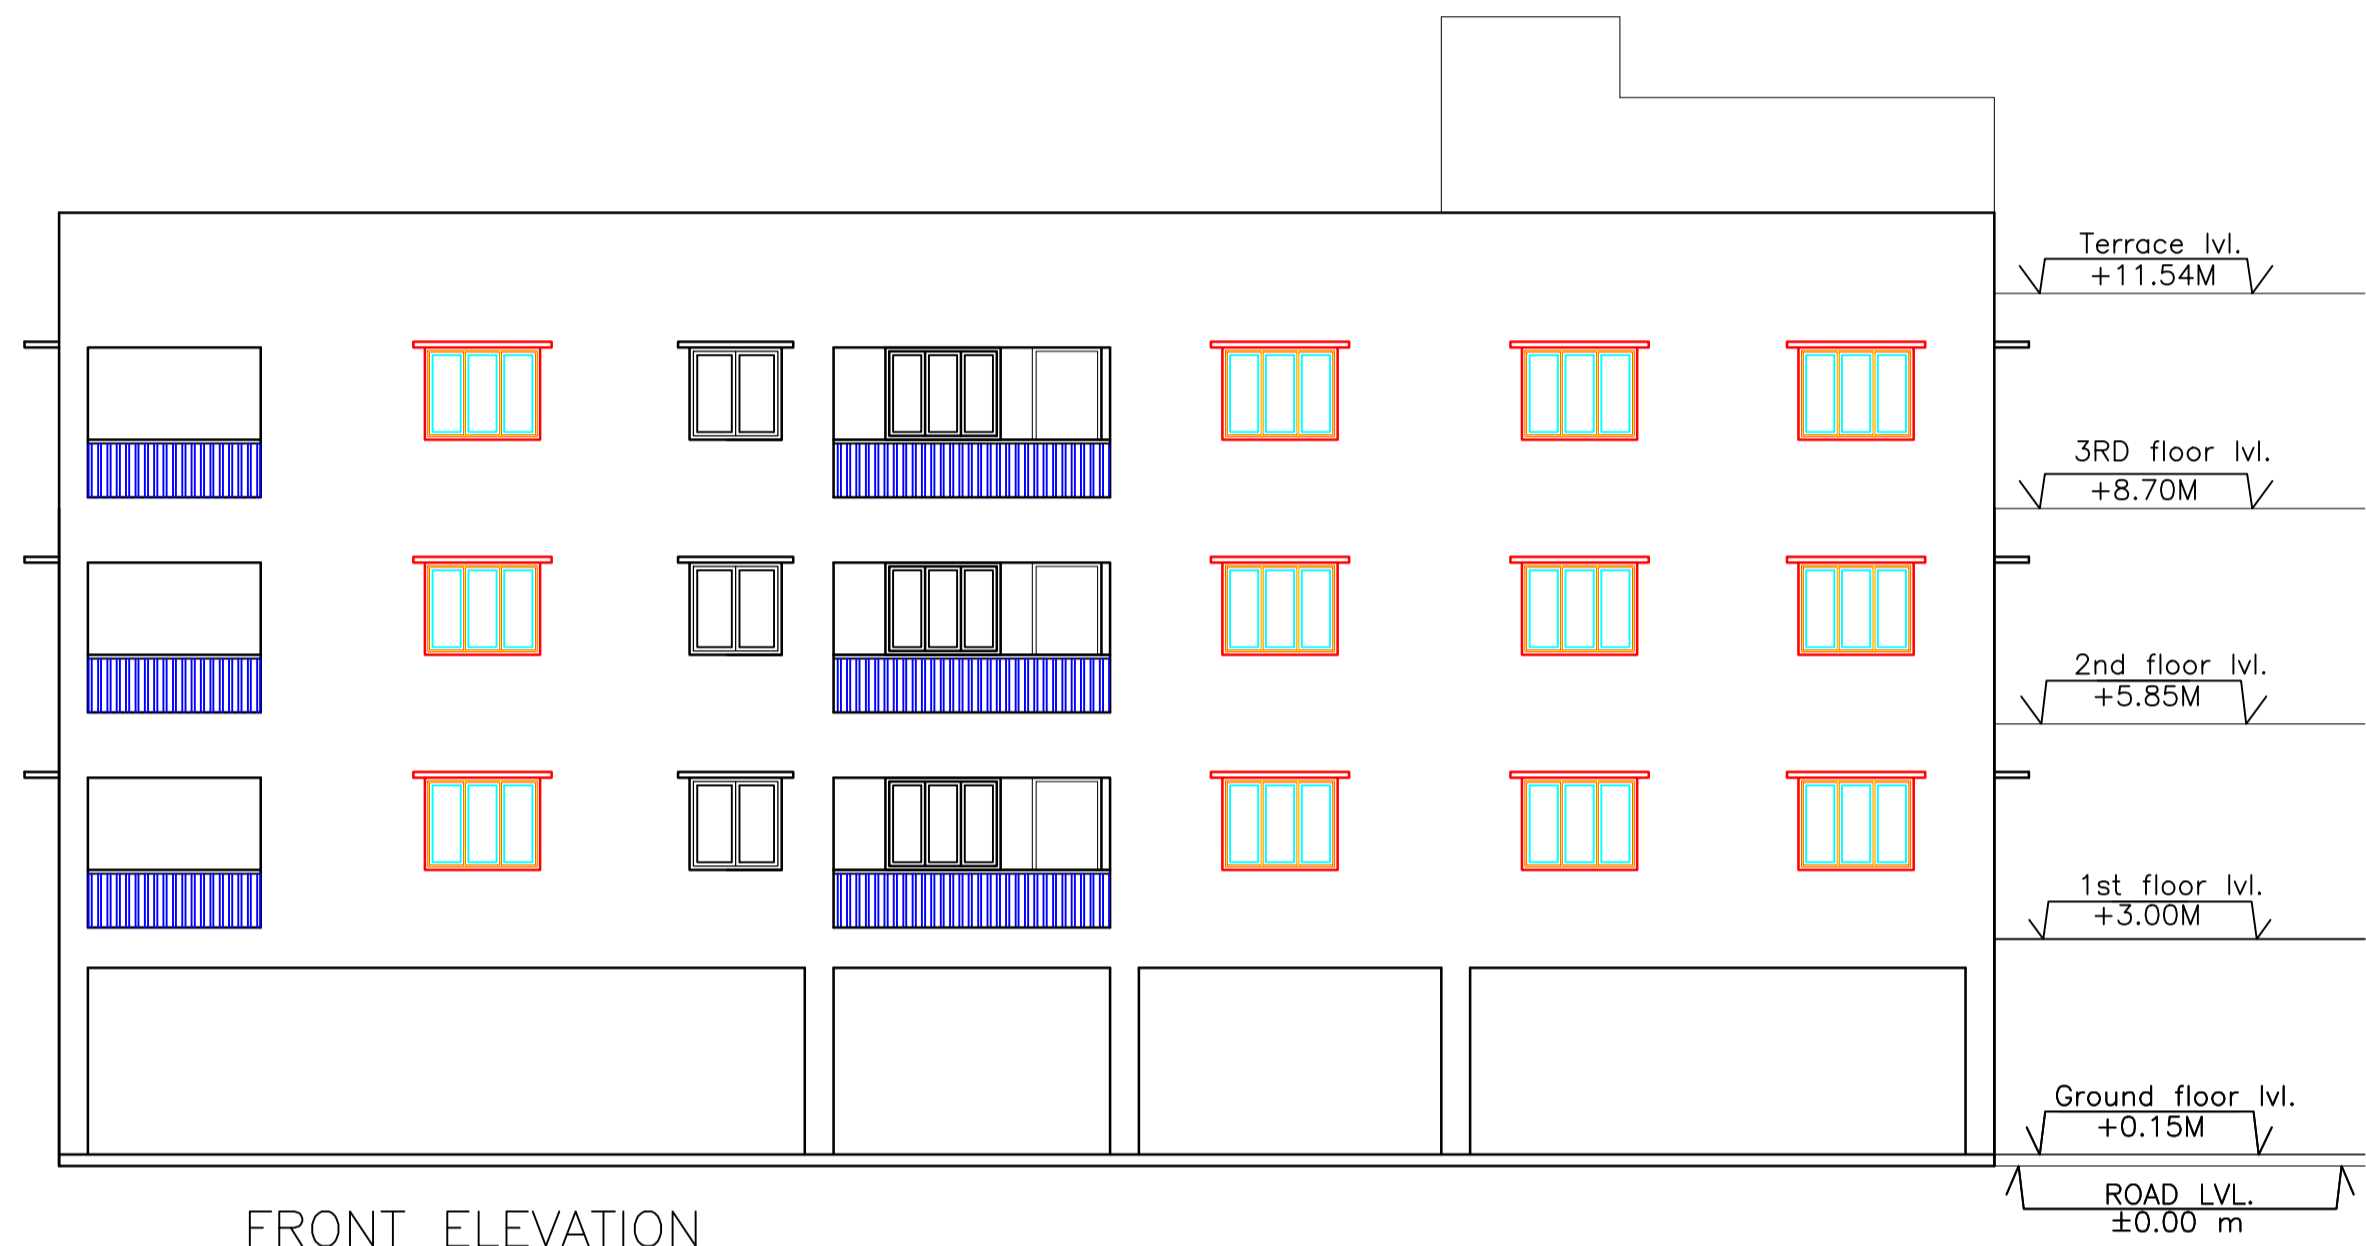 Terrace lvl.
+11.54M
3RD floor lvl.
+8.70M
2nd floor lvl.
+5.85M
1st floor lvl.
+3.00M
Ground floor lvl.
+0.15M
ROAD LVL.
±0.00 m
FRONT ELEVATION